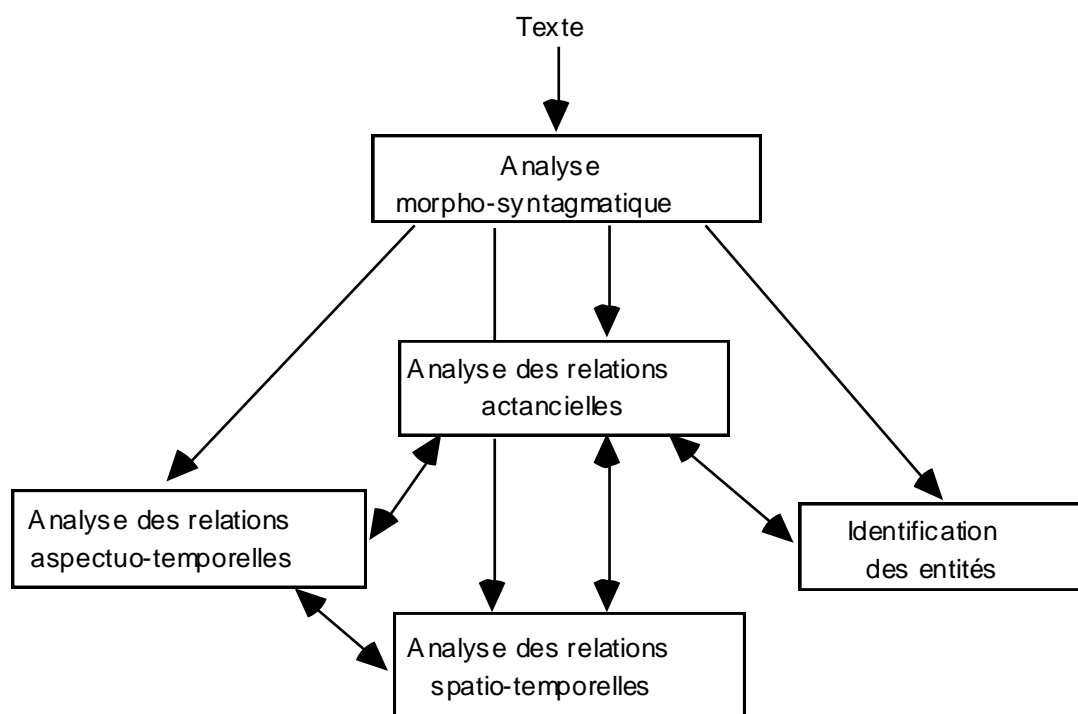 Texte
Analyse
morpho-syntagmatique
Analyse des relations
actancielles
Analyse des relations
aspectuo-temporelles
Identification
des entités
Analyse des relations
spatio-temporelles